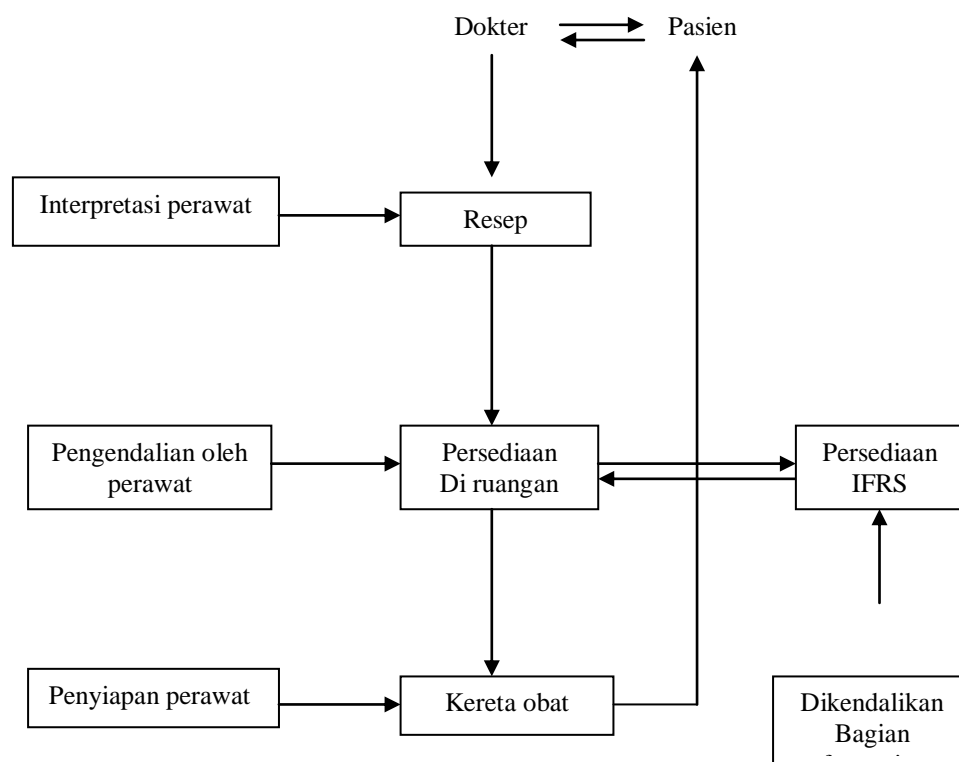 Dokter
Pasien
Interpretasi perawat
Resep
Pengendalian oleh
perawat
Persediaan
Di ruangan
Persediaan
IFRS
Penyiapan perawat
Kereta obat
Dikendalikan
Bagian